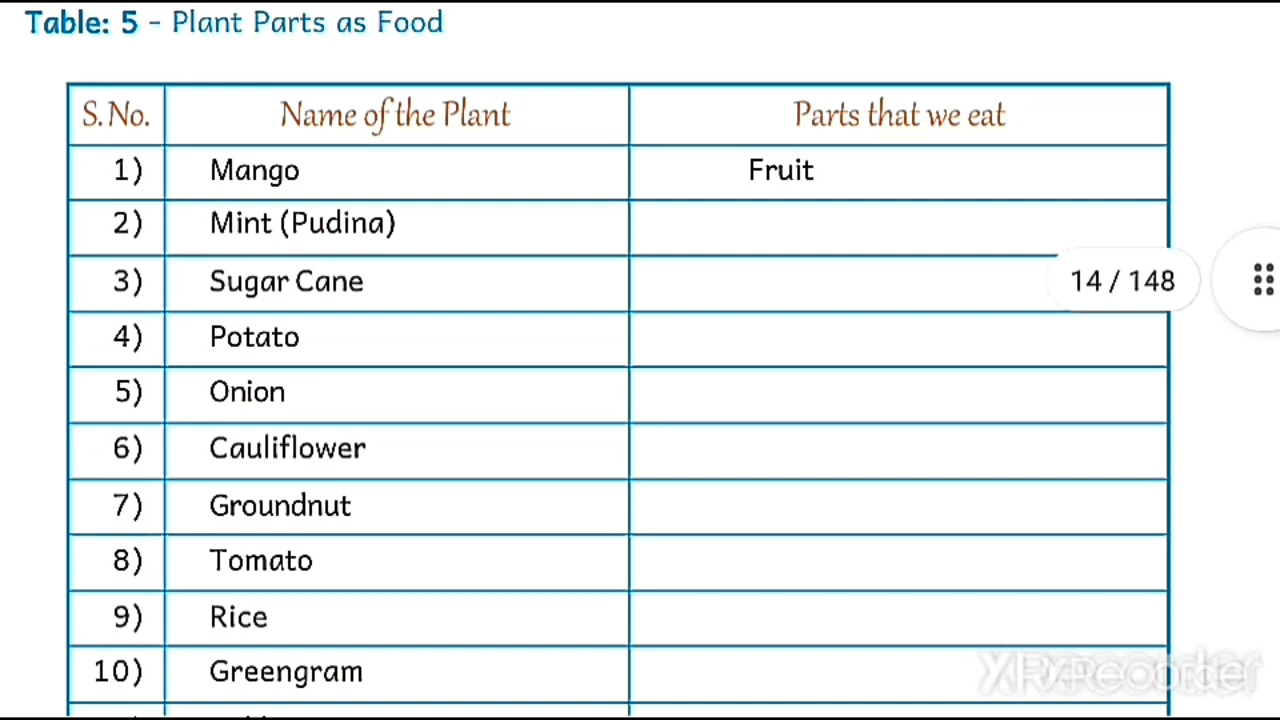 Table: 5 - Plant Parts as Food
S. No. Name of the Plant Parts that we eat
1) Mango Fruit
2) Mint (Pudina)
3) Sugar Cane
14 / 148
4) Potato
5) Onion
6) Cauliflower
7) Groundnut
8) Tomato
9) Rice
10) Greengram